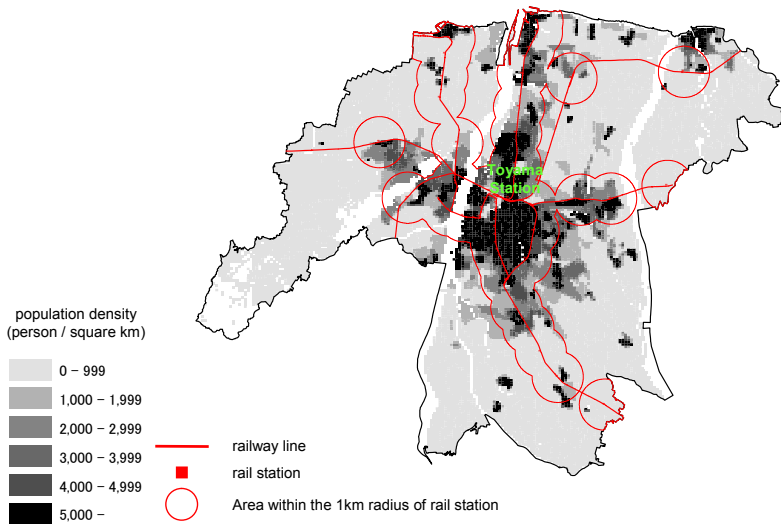 Toyama
Station
population density
(person / square km)
0 - 999
1,000 - 1,999
2,000 - 2,999
3,000 - 3,999
4,000 - 4,999
5,000 -
railway line
rail station
Area within the 1km radius of rail station